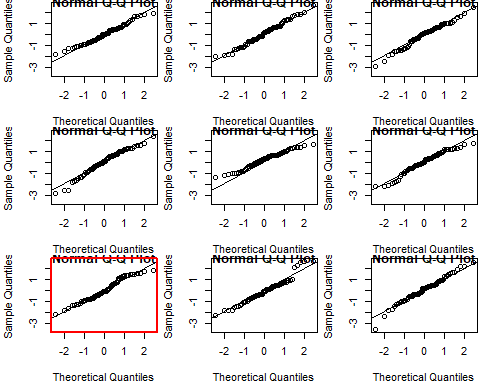 Normal Q-Q Plot Normal Q-Q Plot Normal Q-Q Plot
Sample Quantiles Sample Quantiles Sample Quantiles
1 1 1
-1 -1 -1
-3 -3 -3
-2 -1 0 1 2 -2 -1 0 1 2 -2 -1 0 1 2
Theoretical Quantiles Theoretical Quantiles Theoretical Quantiles
Normal Q-Q Plot Normal Q-Q Plot Normal Q-Q Plot
Sample Quantiles Sample Quantiles Sample Quantiles
1 1 1
-1 -1 -1
-3 -3 -3
-2 -1 0 1 2 -2 -1 0 1 2 -2 -1 0 1 2
Theoretical Quantiles Theoretical Quantiles Theoretical Quantiles
Normal Q-Q Plot Normal Q-Q Plot Normal Q-Q Plot
Sample Quantiles Sample Quantiles Sample Quantiles
1 1 1
-1 -1 -1
-3 -3 -3
-2 -1 0 1 2 -2 -1 0 1 2 -2 -1 0 1 2
Theoretical Quantiles Theoretical Quantiles Theoretical Quantiles